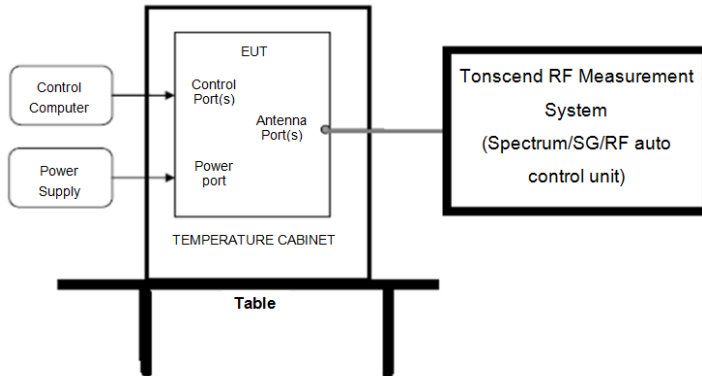 EUT
Control
Computer
Control
Port(s)
Antenna
Port(s)
Power
Supply
Power
port
TEMPERATURE CABINET
Table
Tonscend RF Measurement
System
(Spectrum/SG/RF auto
control unit)